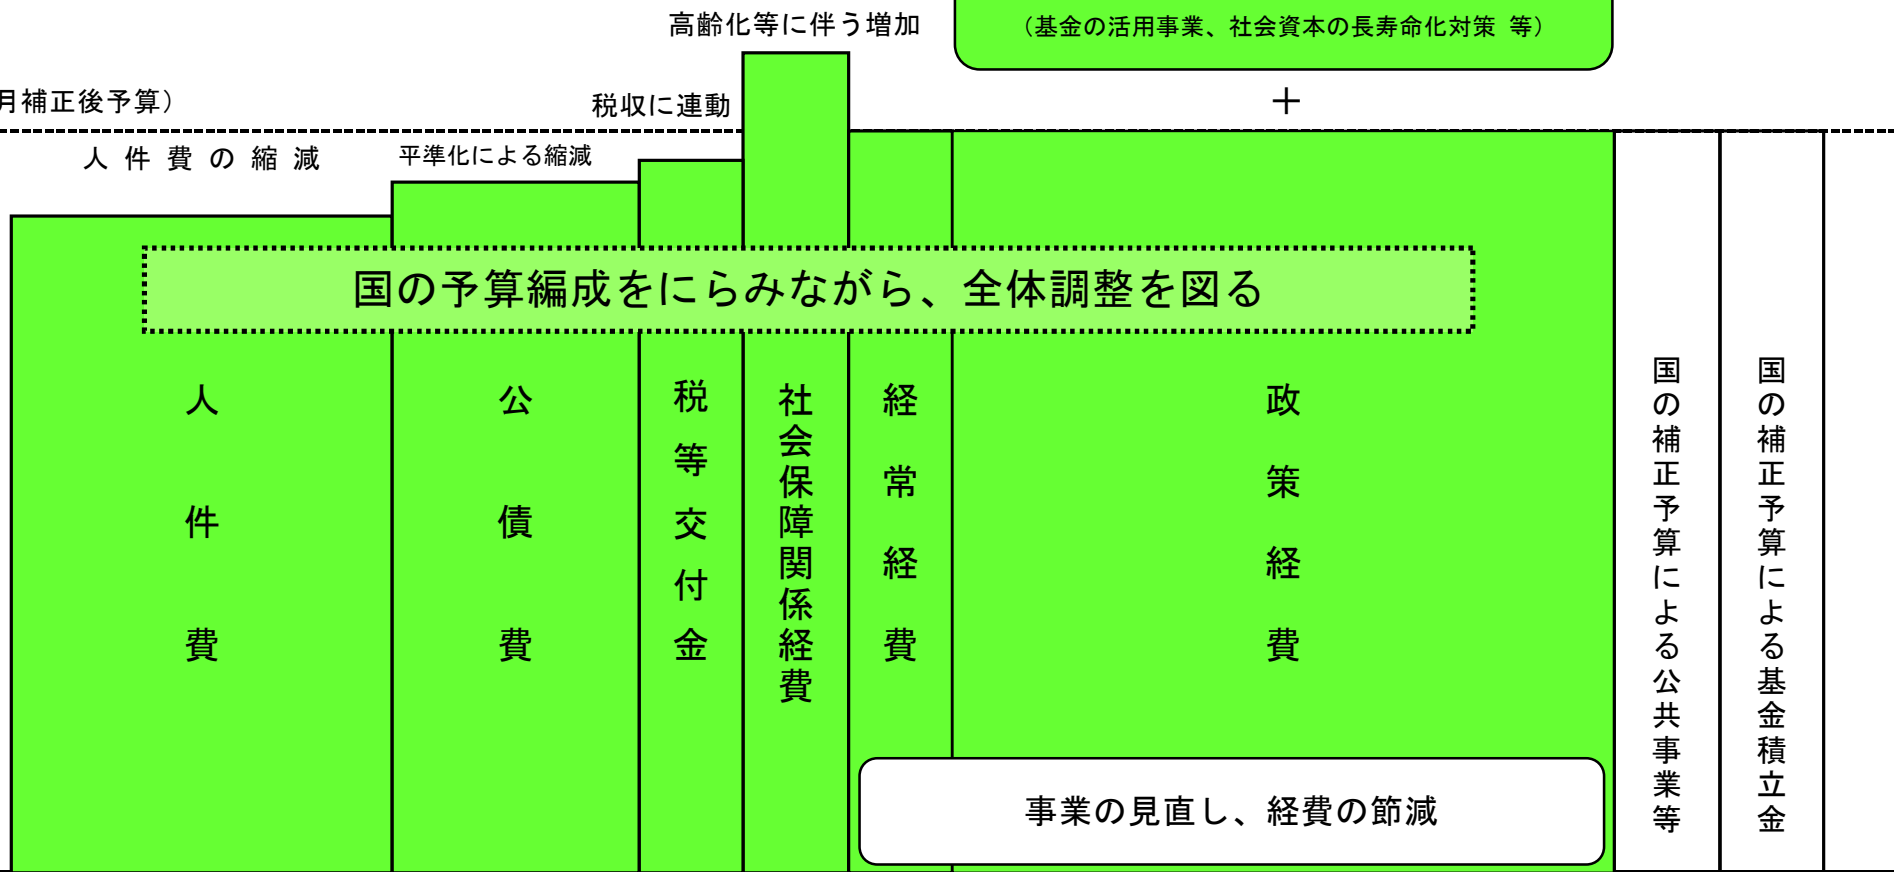 高齢化等に伴う増加
（基金の活用事業、社会資本の長寿命化対策 等）
月補正後予算）
税収に連動
＋
人件費の縮減
平準化による縮減
国の予算編成をにらみながら、全体調整を図る
人件費
公債費
税等交付金
社会保障関係経費
経常経費
政策経費
国の補正予算による公共事業等
国の補正予算による基金積立金
事業の見直し、経費の節減